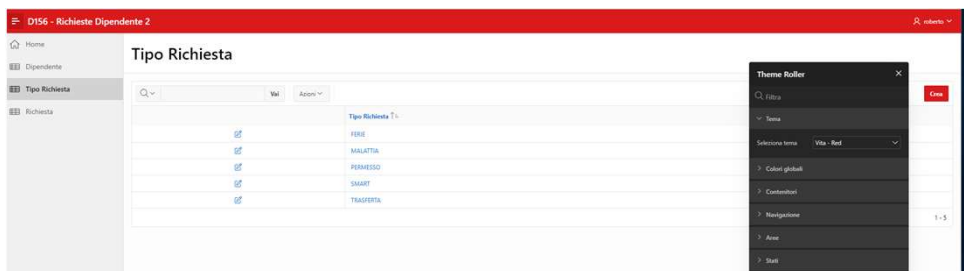 D156 - Richieste Dipendente 2
roberto
Home
Dipendente
Tipo Richiesta
Richiesta
Tipo Richiesta
Vai
Azioni
Crea
Tipo Richiesta
FERIE
MALATTIA
PERMESSO
SMART
TRASFERTA
1 - 5
Theme Roller
Filtra
Tema
Seleziona tema Vita - Red
Colori globali
Contenitori
Navigazione
Aree
Stati